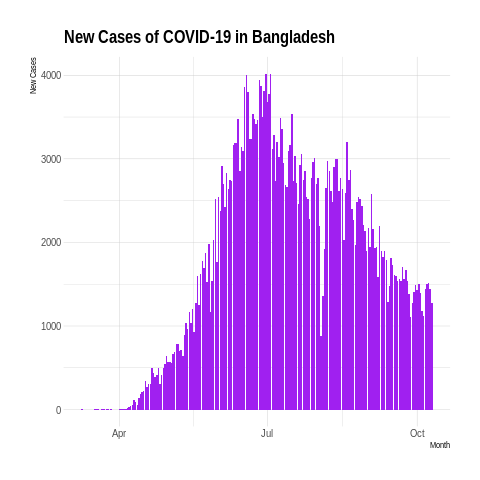 New Cases of COVID-19 in Bangladesh
New Cases
4000
3000
2000
1000
0
Apr
Jul
Oct
Month